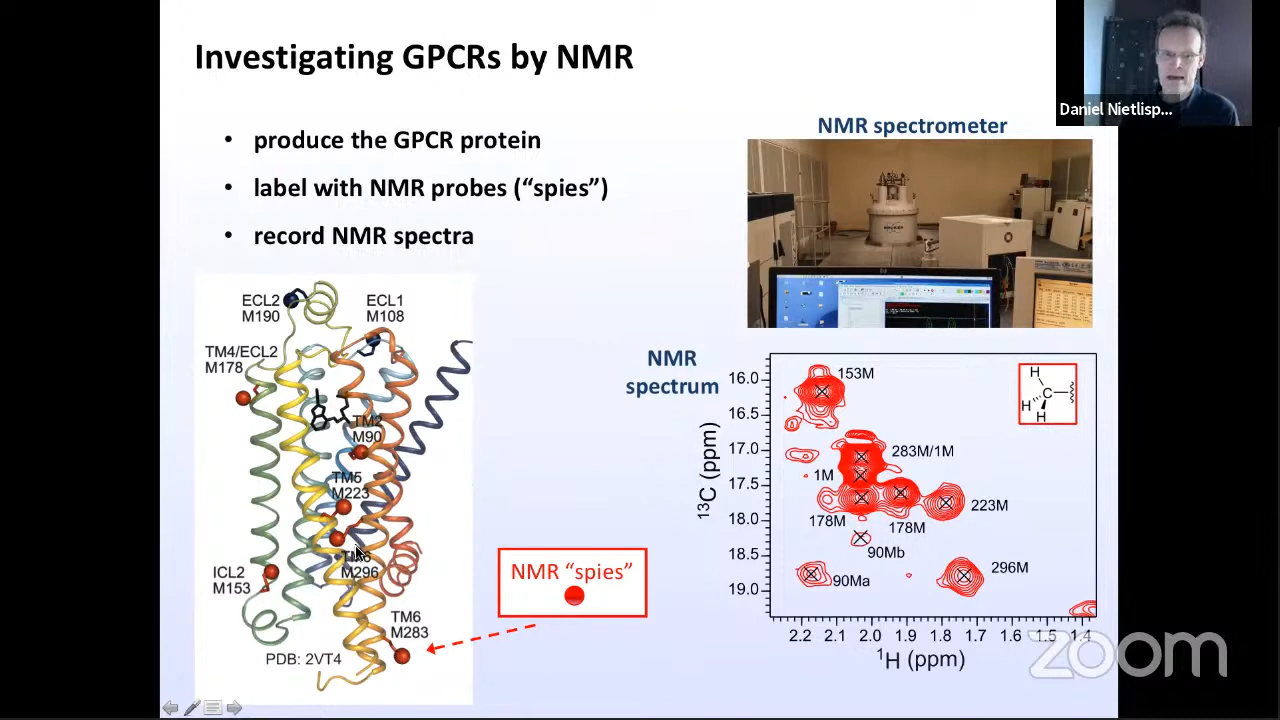 Investigating GPCRs by NMR
Daniel Nietlisp...
• produce the GPCR protein
• label with NMR probes (“spies”)
• record NMR spectra
NMR spectrometer
ECL2
M190
ECL1
M108
TM4/ECL2
M178
TM2
M90
TM5
M223
TM6
M296
ICL2
M153
TM6
M283
PDB: 2VT4
NMR “spies”
NMR
spectrum
13C (ppm)
16.0
16.5
17.0
17.5
18.0
18.5
19.0
153M
283M/1M
1M
178M
178M
223M
90Mb
90Ma
296M
H
C
H
H
2.2 2.1 2.0 1.9 1.8 1.7 1.6 1.5 1.4
1H (ppm)
zoom